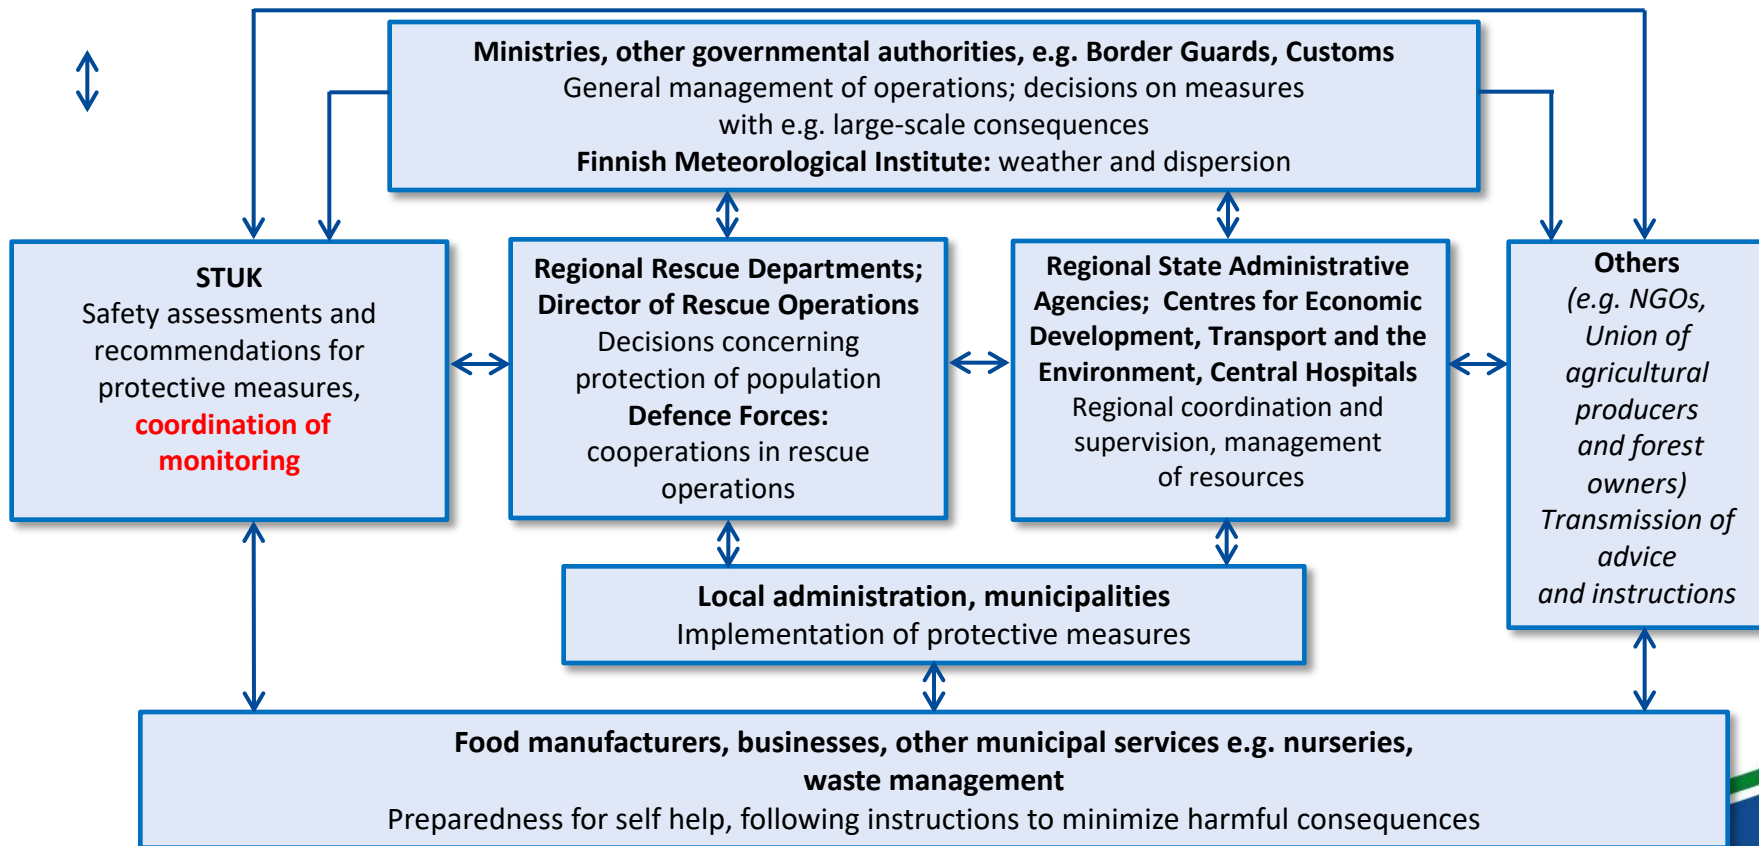 Ministries, other governmental authorities, e.g. Border Guards, Customs
General management of operations; decisions on measures
with e.g. large-scale consequences
Finnish Meteorological Institute: weather and dispersion
STUK
Safety assessments and
recommendations for
protective measures,
coordination of
monitoring
Regional Rescue Departments;
Director of Rescue Operations
Decisions concerning
protection of population
Defence Forces:
cooperations in rescue
operations
Regional State Administrative
Agencies; Centres for Economic
Development, Transport and the
Environment, Central Hospitals
Regional coordination and
supervision, management
of resources
Others
(e.g. NGOs,
Union of
agricultural
producers
and forest
owners)
Transmission of
advice
and instructions
Local administration, municipalities
Implementation of protective measures
Food manufacturers, businesses, other municipal services e.g. nurseries,
waste management
Preparedness for self help, following instructions to minimize harmful consequences